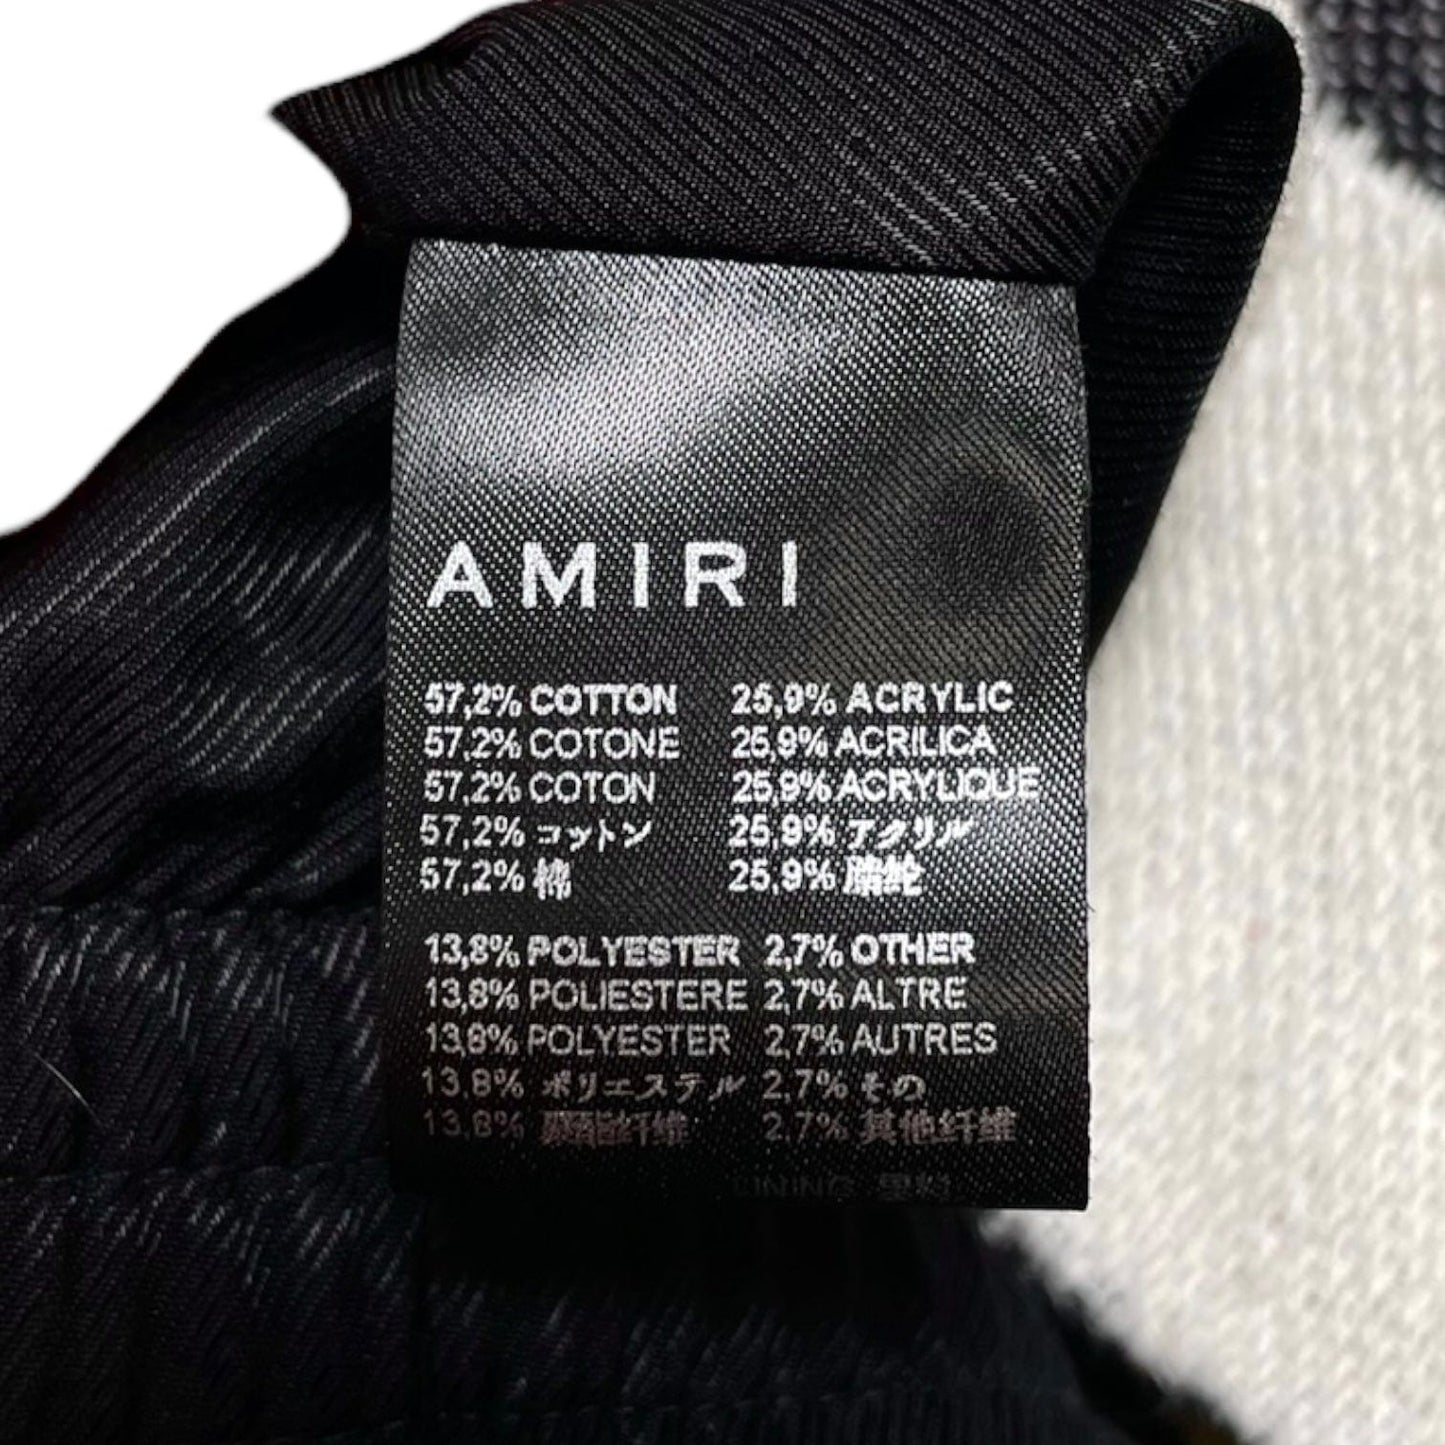 AMIRI
57,2% COTTON 25,9% ACRYLIC
57,2% COTONE 25,9% ACRILICA
57,2% COTON 25,9% ACRYLIQUE
57,2% コットン 25,9% アクリル
57,2% 棉 25,9%
13,8% POLYESTER 2,7% OTHER
13,8% POLIESTERE 2,7% ALTRE
13,8% POLYESTER 2,7% AUTRES
13,8% ポリエステル 2,7% その
13,8% 2,7% 其他纤维